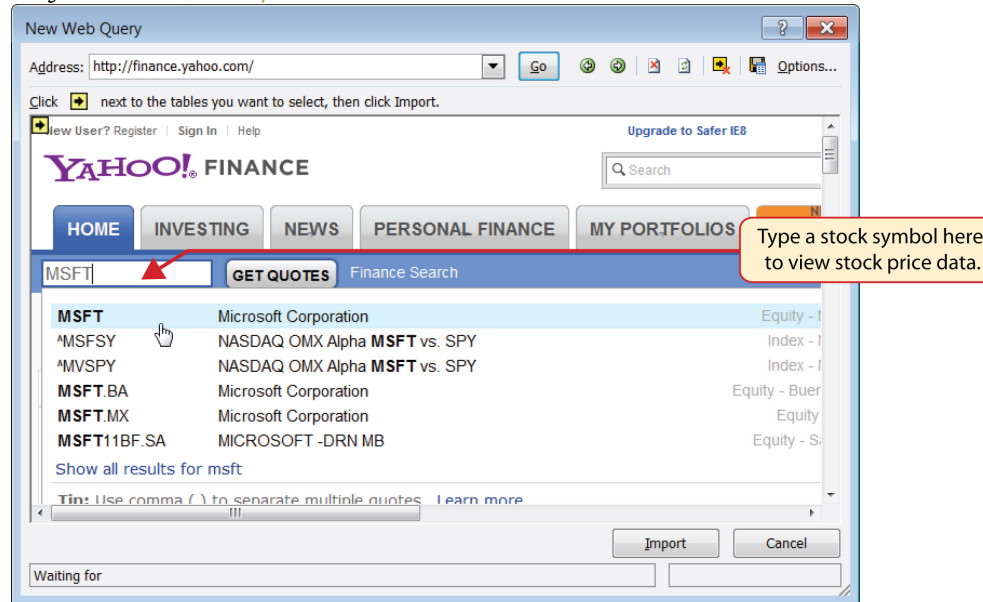 New Web Query
Address: http://finance.yahoo.com/ Go Options...
Click next to the tables you want to select, then click Import.
New User? Register Sign In Help Upgrade to Safer IE8
YAHOO!® FINANCE Search
HOME INVESTING NEWS PERSONAL FINANCE MY PORTFOLIOS
Type a stock symbol here
to view stock price data.
MSFT GET QUOTES Finance Search
MSFT Microsoft Corporation Equity -
^MSFSY NASDAQ OMX Alpha MSFT vs. SPY Index -
^MVSPY NASDAQ OMX Alpha MSFT vs. SPY Index -
MSFT.BA Microsoft Corporation Equity - Buer
MSFT.MX Microsoft Corporation Equity
MSFT11BF.SA MICROSOFT -DRN MB Equity - Sa
Show all results for msft
Tip: Use comma (,) to separate multiple quotes. Learn more
Import Cancel
Waiting for